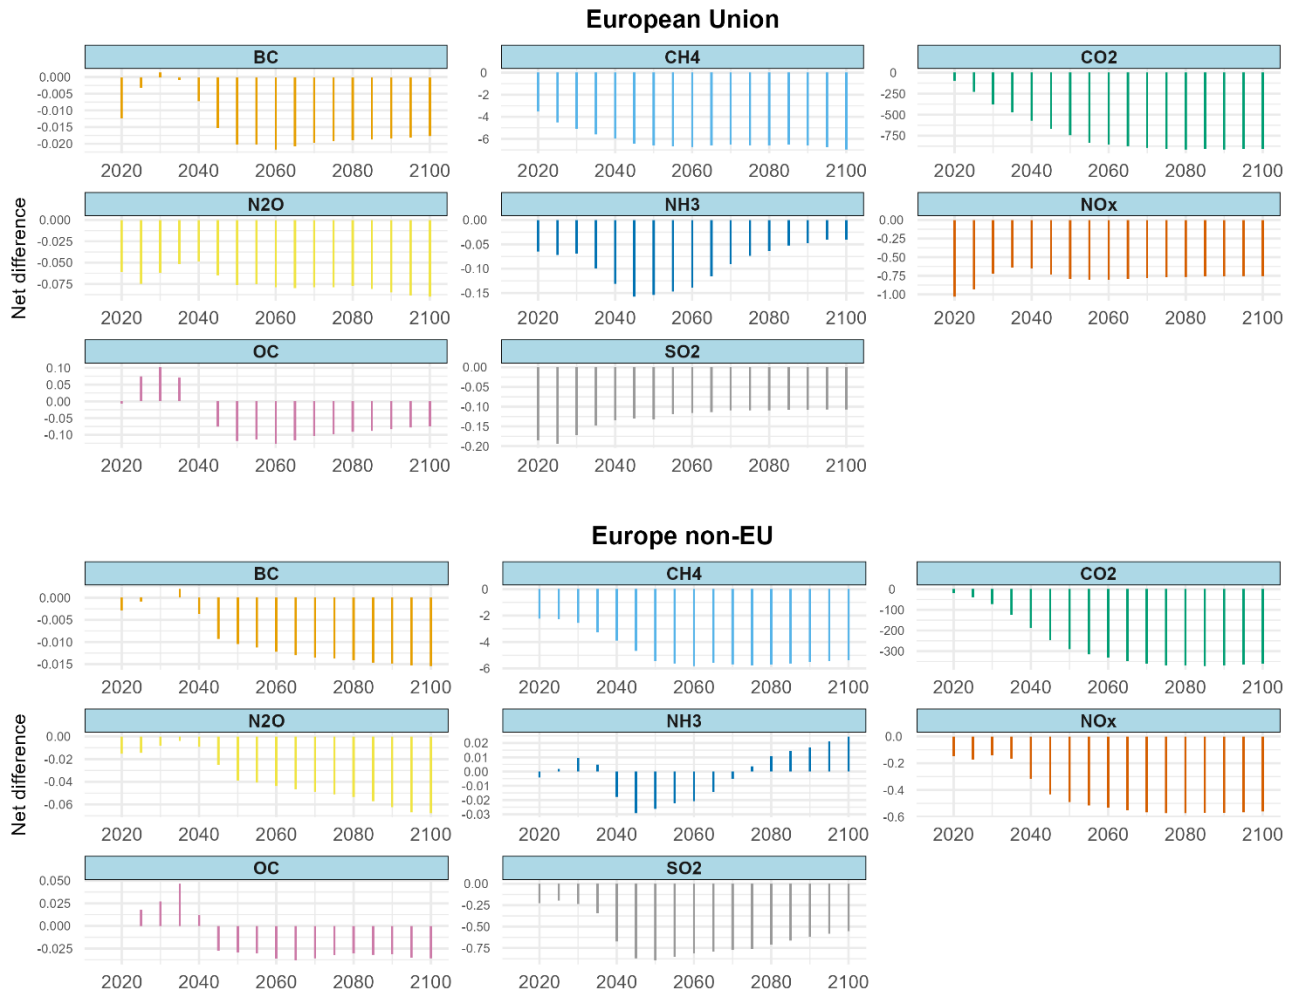 European Union
BC CH4 CO2
0.000
-0.005
-0.010
-0.015
-0.020
2020 2040 2060 2080 2100
0
-2
-4
-6
2020 2040 2060 2080 2100
0
-250
-500
-750
2020 2040 2060 2080 2100
Net difference
N2O NH3 NOx
0.000
-0.025
-0.050
-0.075
2020 2040 2060 2080 2100
0.00
-0.05
-0.10
-0.15
2020 2040 2060 2080 2100
0.00
-0.25
-0.50
-0.75
-1.00
2020 2040 2060 2080 2100
OC SO2
0.10
0.05
0.00
-0.05
-0.10
2020 2040 2060 2080 2100
0.00
-0.05
-0.10
-0.15
-0.20
2020 2040 2060 2080 2100
Europe non-EU
BC CH4 CO2
0.000
-0.005
-0.010
-0.015
2020 2040 2060 2080 2100
0
-2
-4
-6
2020 2040 2060 2080 2100
0
-100
-200
-300
2020 2040 2060 2080 2100
Net difference
N2O NH3 NOx
0.00
-0.02
-0.04
-0.06
2020 2040 2060 2080 2100
0.02
0.01
0.00
-0.01
-0.02
-0.03
2020 2040 2060 2080 2100
0.0
-0.2
-0.4
-0.6
2020 2040 2060 2080 2100
OC SO2
0.050
0.025
0.000
-0.025
2020 2040 2060 2080 2100
0.00
-0.25
-0.50
-0.75
2020 2040 2060 2080 2100